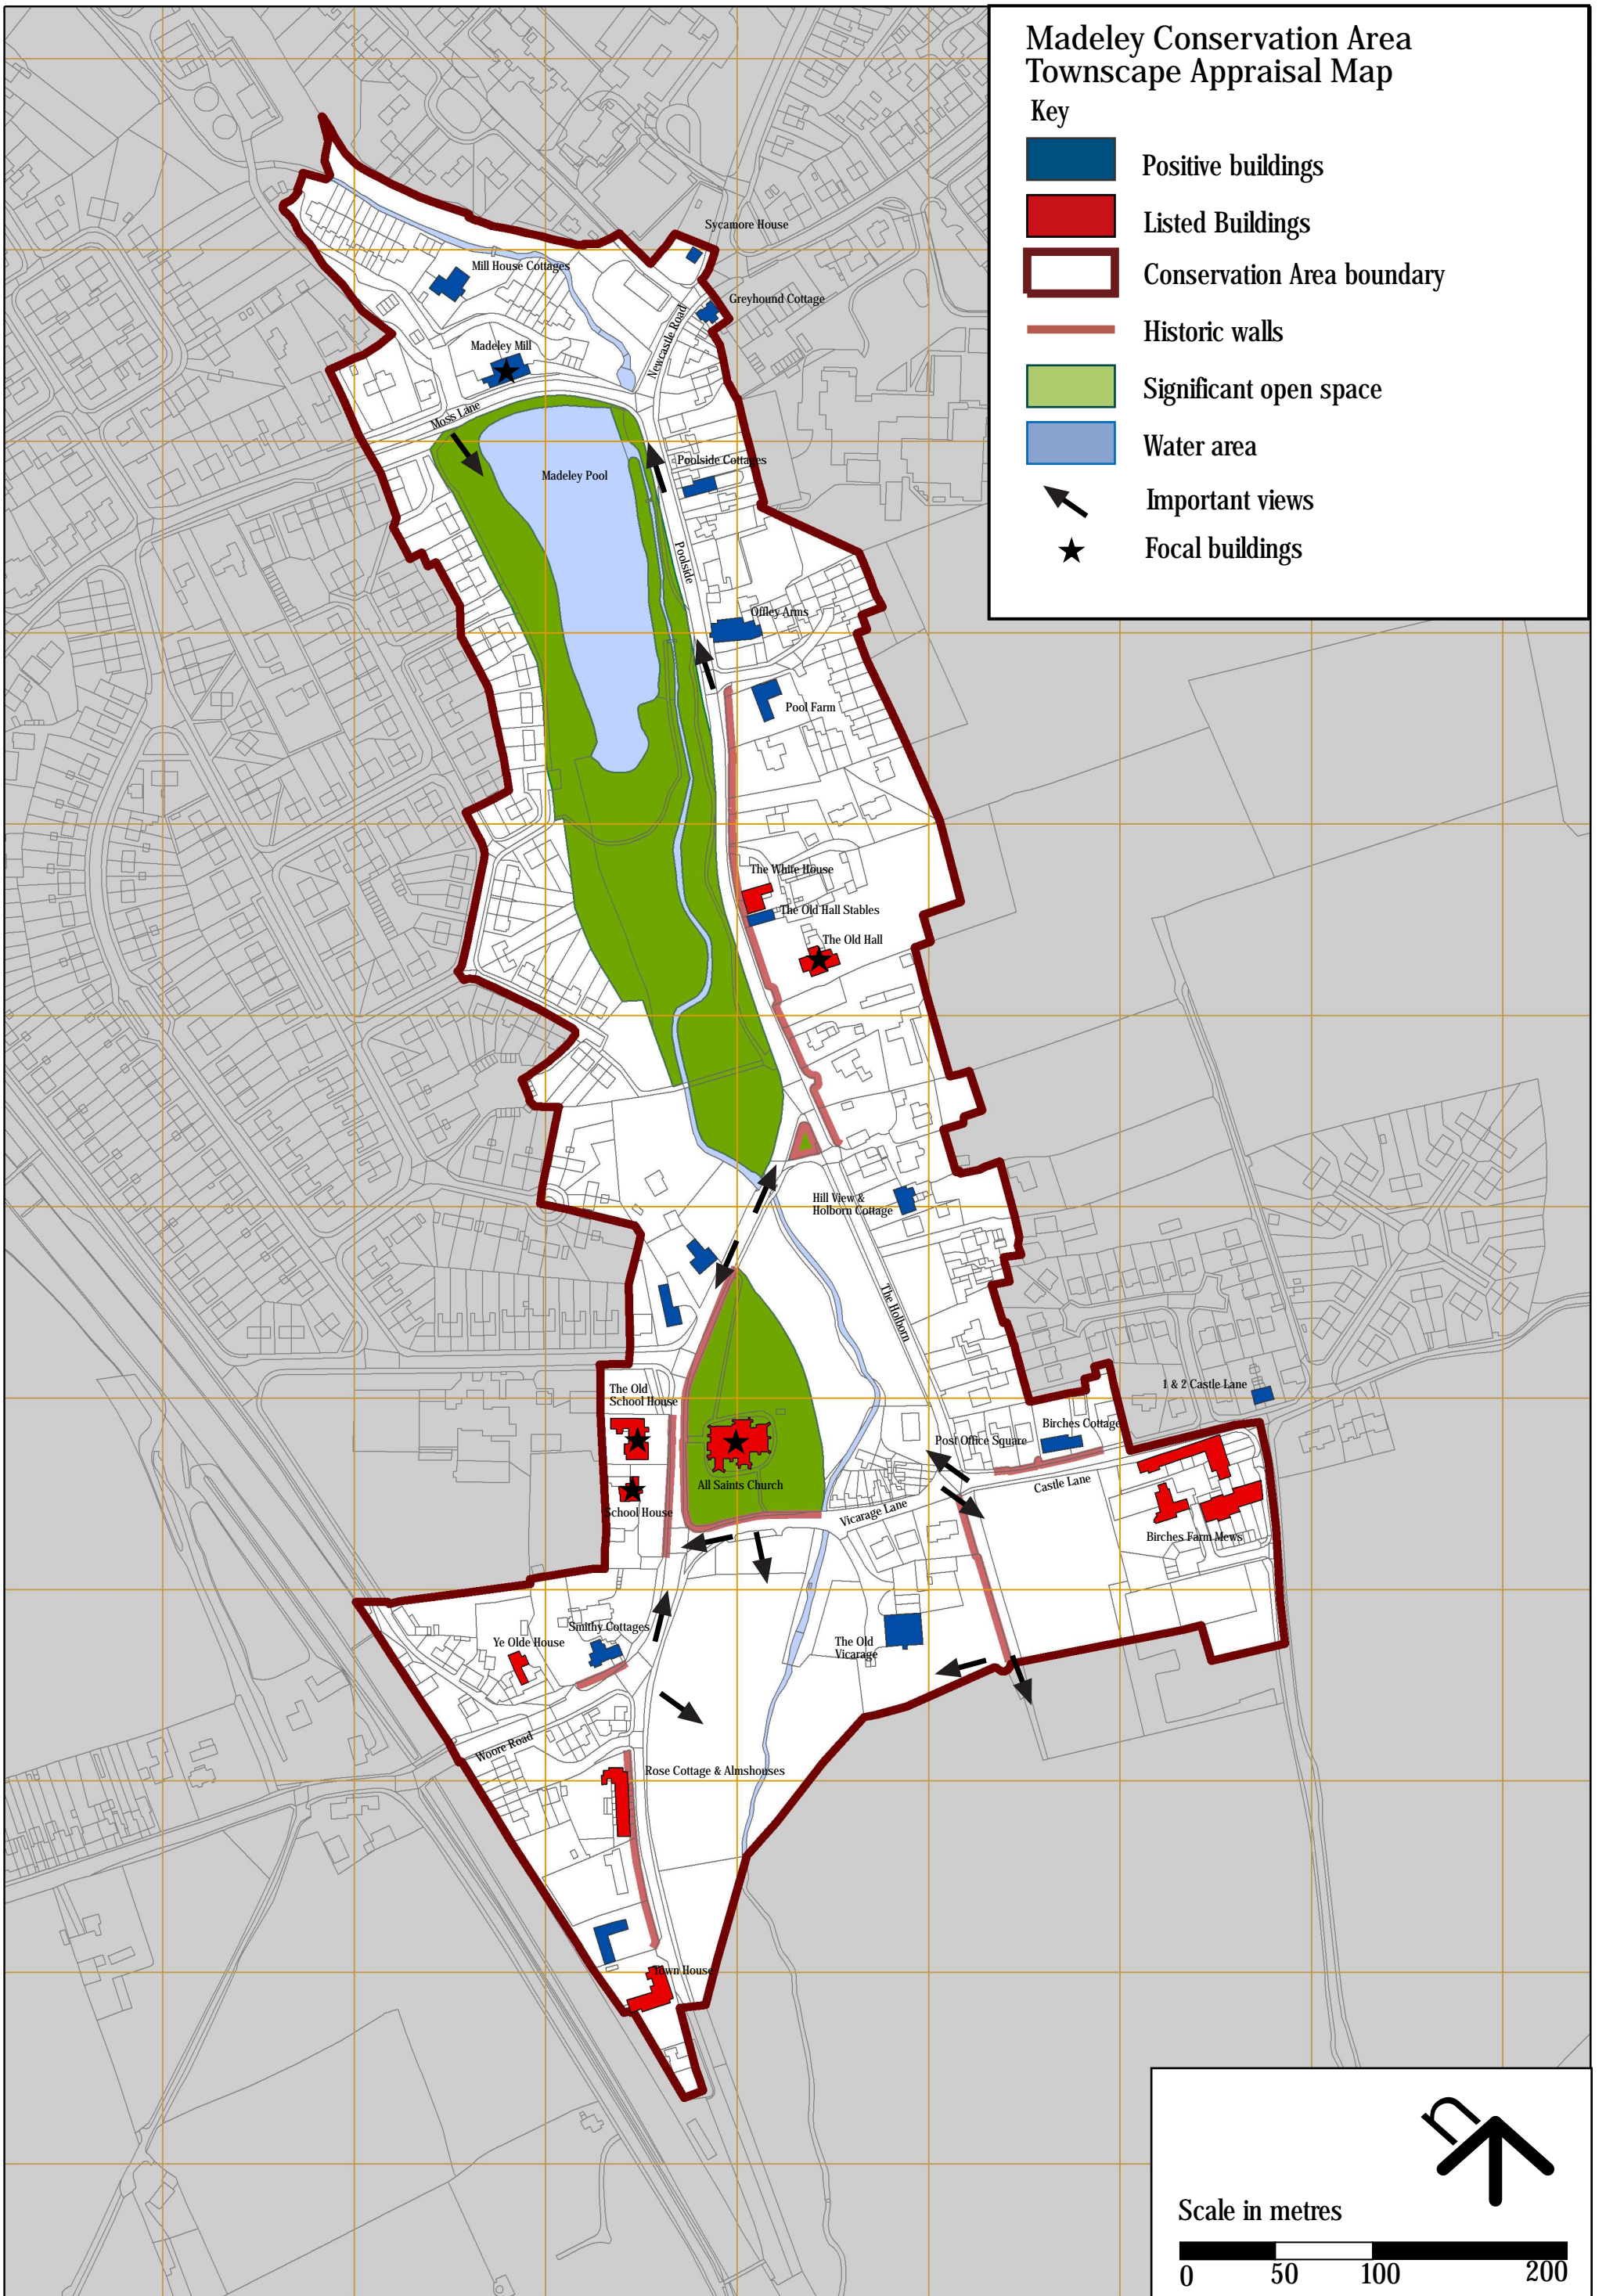 Madeley Conservation Area
Townscape Appraisal Map
Key
Positive buildings
Listed Buildings
Conservation Area boundary
Historic walls
Significant open space
Water area
Important views
Focal buildings
Sycamore House
Mill House Cottages
Greyhound Cottage
Newcastle Road
Madeley Mill
Moss Lane
Poolside Cottages
Madeley Pool
Poolside
Offley Arms
Pool Farm
The White House
The Old Hall Stables
The Old Hall
Hill View &
Holborn Cottage
The Holborn
The Old
School House
1 & 2 Castle Lane
Birches Cottage
Post Office Square
Castle Lane
All Saints Church
School House
Vicarage Lane
Birches Farm Mews
Smithy Cottages
Ye Olde House
The Old
Vicarage
Woore Road
Rose Cottage & Almshouses
Town House
Scale in metres
0 50 100 200